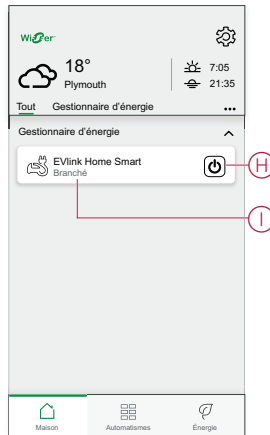 Wiser
18°
Plymouth
7:05
21:35
Tout Gestionnaire d'énergie
Gestionnaire d'énergie
EVlink Home Smart
Branché
H
I
Maison Automatismes Énergie